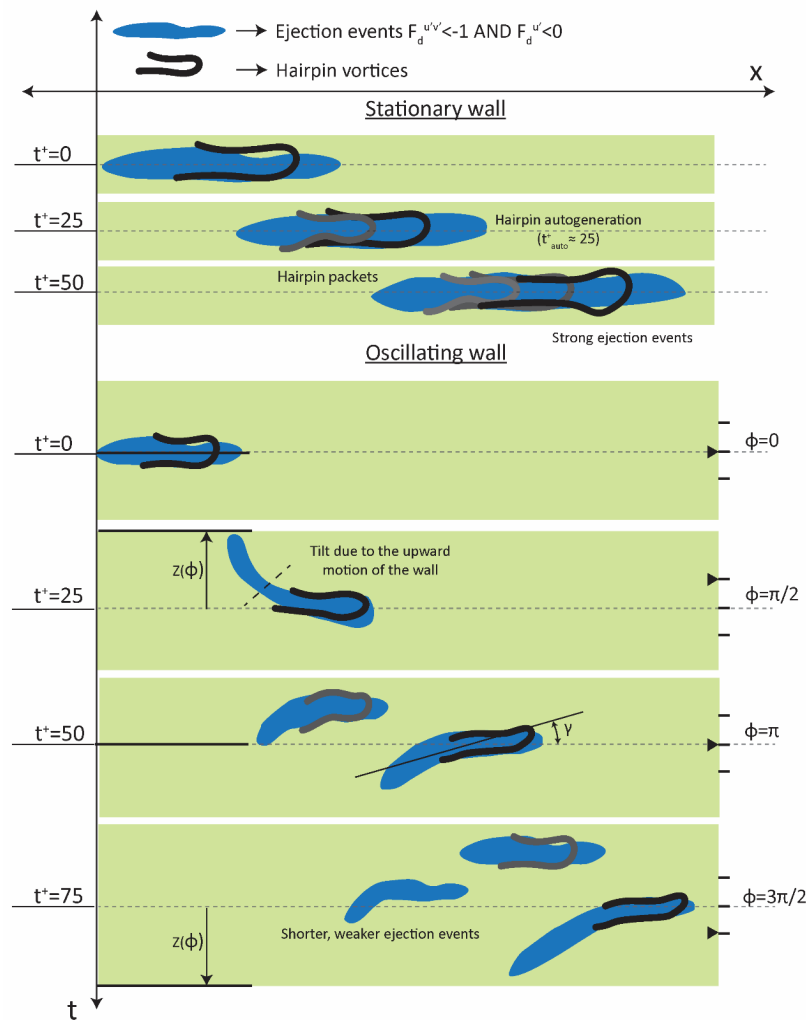 Ejection events F_d^{u'v'}<-1 AND F_d^{u'}<0
Hairpin vortices
x
Stationary wall
t⁺=0
t⁺=25
Hairpin autogeneration
(t⁺_auto≈ 25)
t⁺=50
Hairpin packets
Strong ejection events
Oscillating wall
t⁺=0
ϕ=0
z(ϕ)
Tilt due to the upward
motion of the wall
t⁺=25
ϕ=π/2
t⁺=50
γ
ϕ=π
t⁺=75
ϕ=3π/2
z(ϕ)
Shorter, weaker ejection events
t